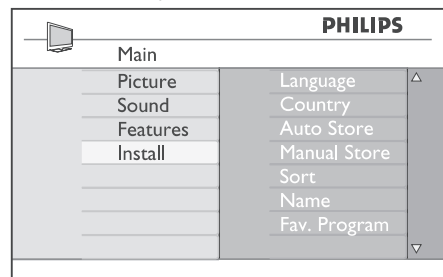 PHILIPS
Main
Picture
Sound
Features
Install
Language
Country
Auto Store
Manual Store
Sort
Name
Fav. Program